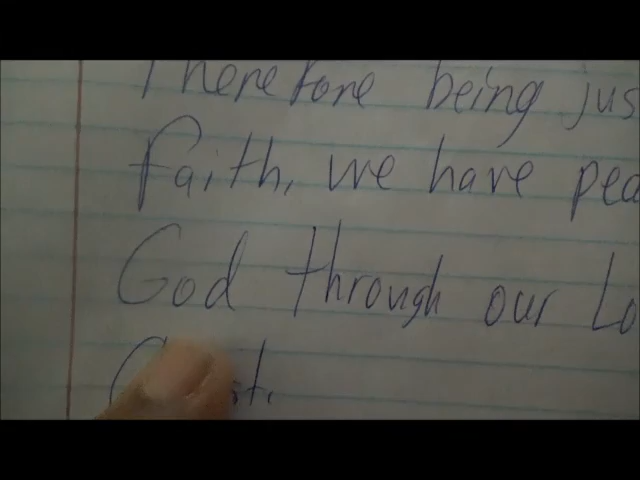 Therefore being jus
faith, we have pea
God through our Lo